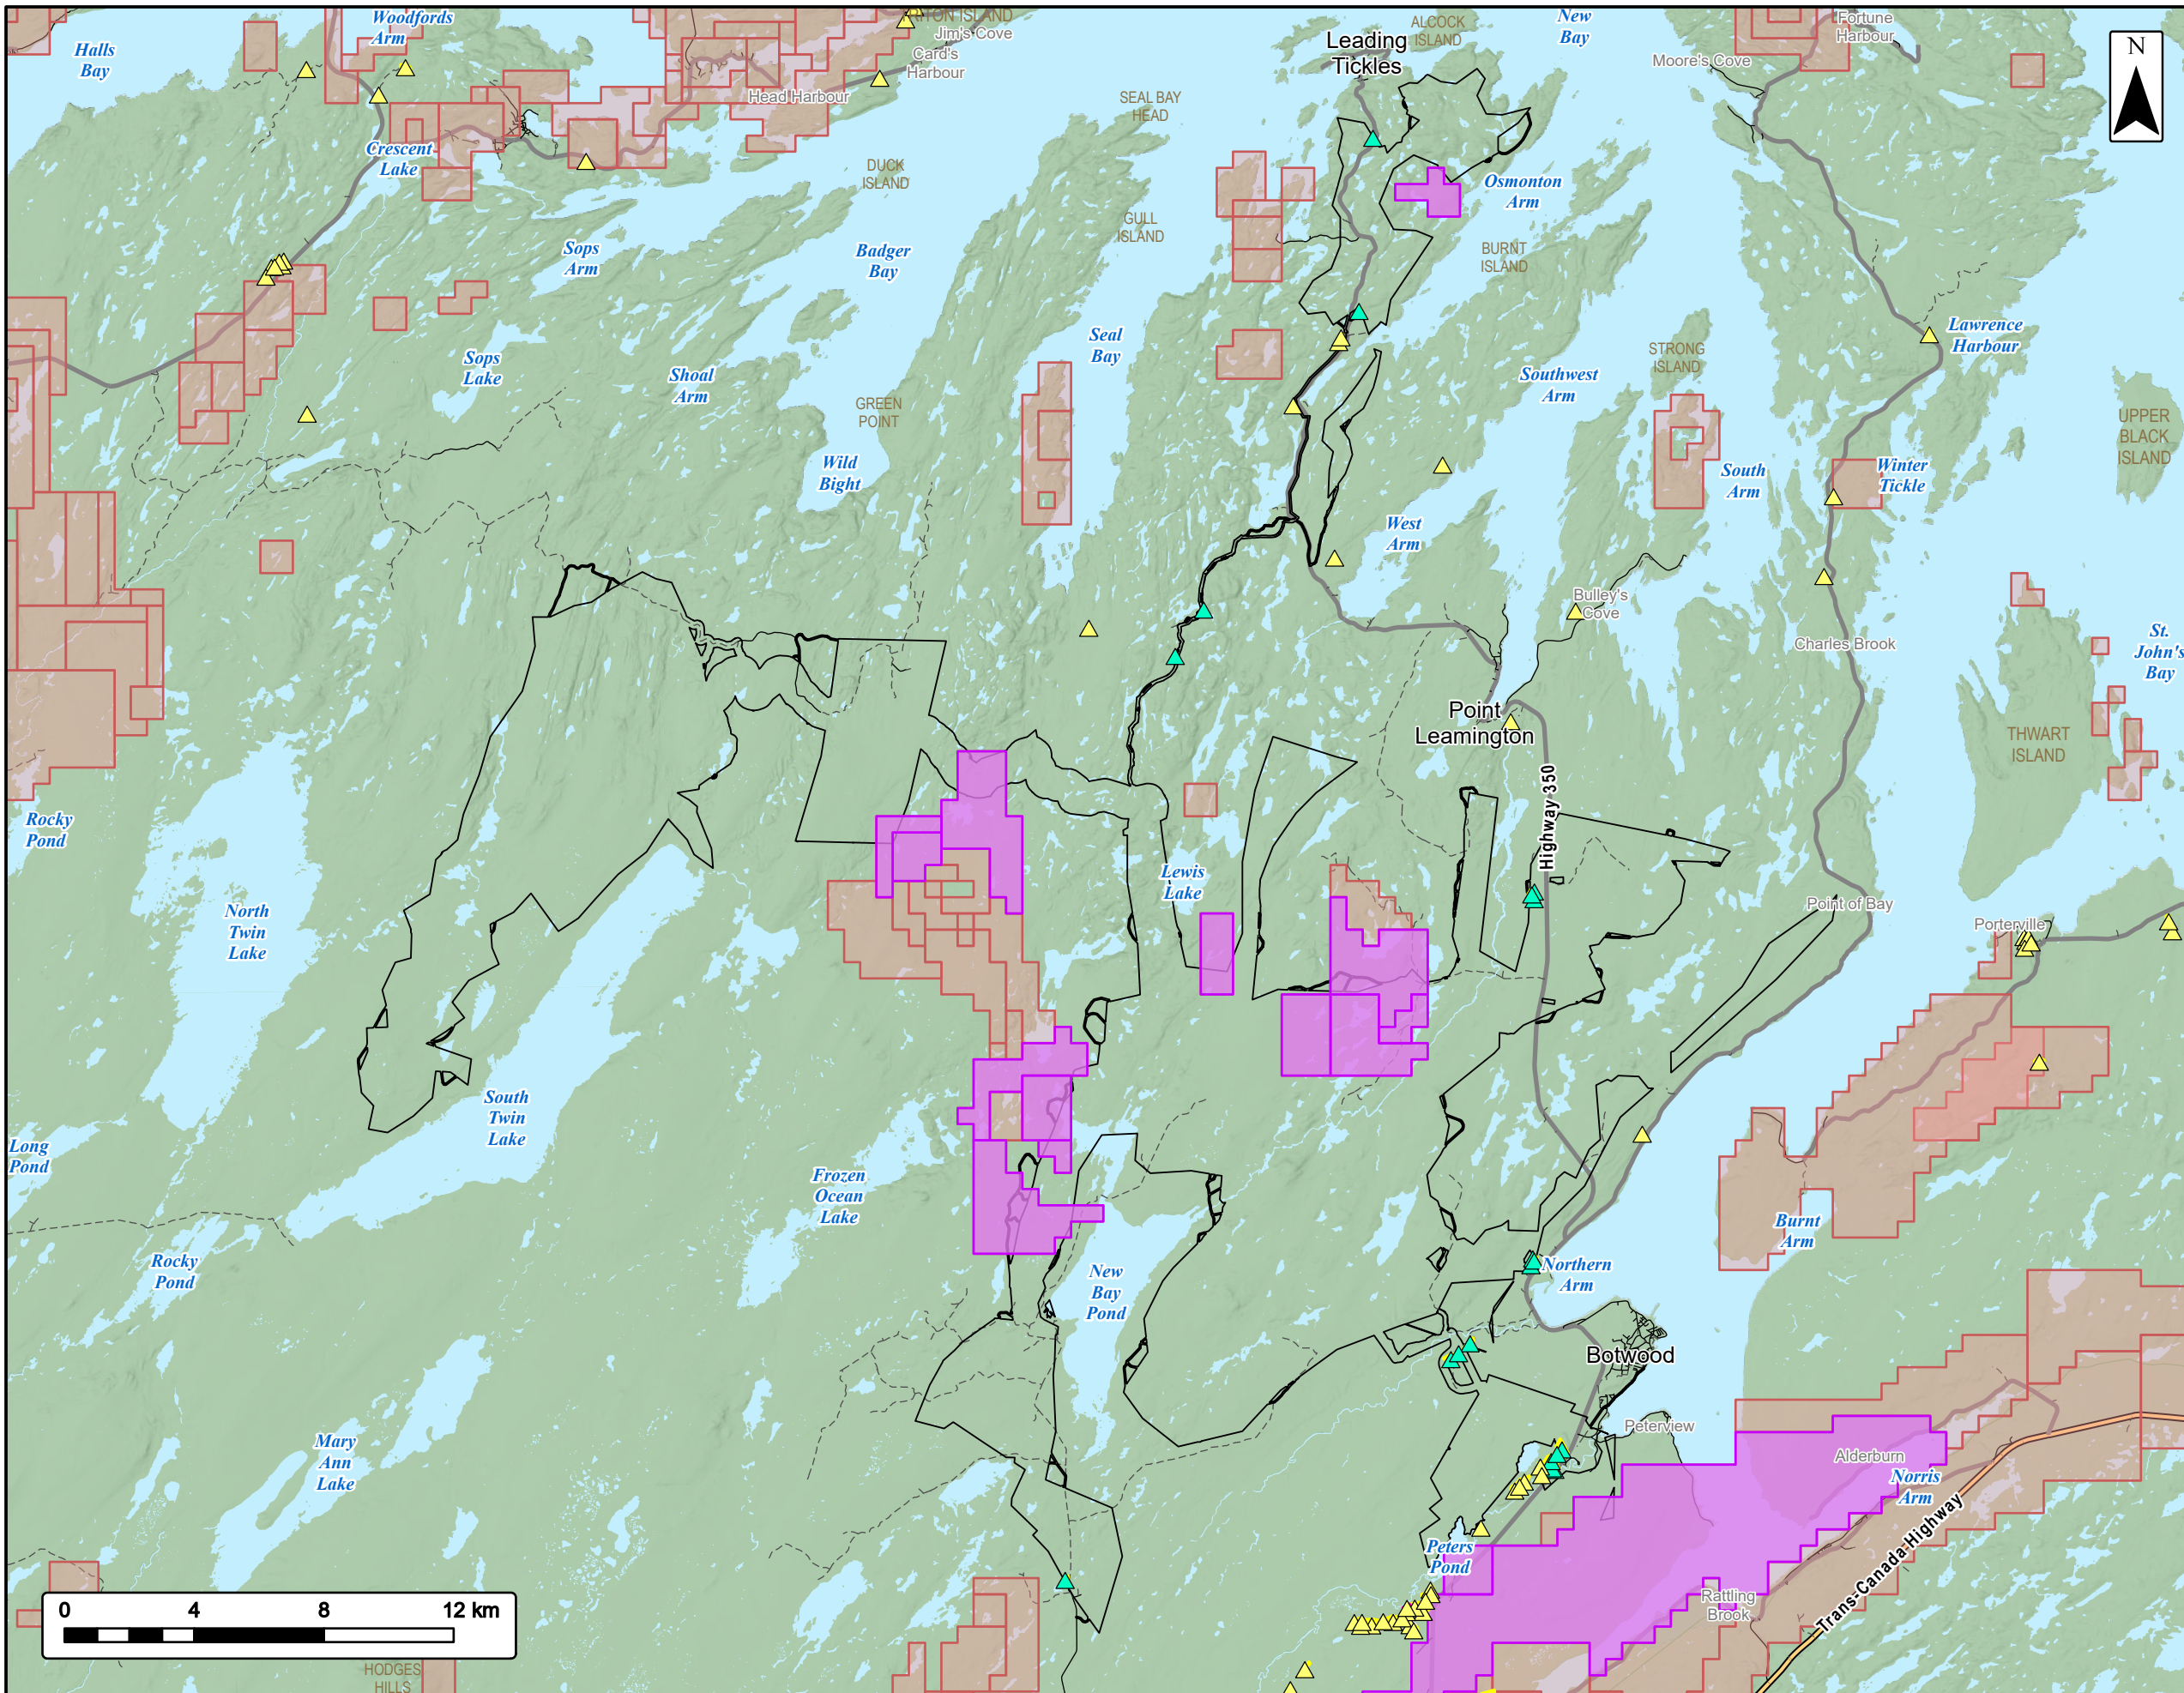 Woodfords
Arm
RITON ISLAND
Jim's Cove
Card's
Harbour
Halls
Bay
Head Harbour
Leading
Tickles
ALCOCK
ISLAND
New
Bay
Moore's Cove
Fortune
Harbour
N
SEAL BAY
HEAD
Crescent
Lake
DUCK
ISLAND
Osmonton
Arm
GULL
ISLAND
Sops
Arm
Badger
Bay
BURNT
ISLAND
Seal
Bay
Lawrence
Harbour
STRONG
ISLAND
Sops
Lake
Shoal
Arm
Southwest
Arm
GREEN
POINT
UPPER
BLACK
ISLAND
Wild
Bight
South
Arm
Winter
Tickle
West
Arm
Bulley's
Cove
Charles Brook
St.
John's
Bay
Point
Leamington
THWART
ISLAND
Highway 350
Rocky
Pond
Lewis
Lake
North
Twin
Lake
Point of Bay
Porterville
South
Twin
Lake
Long
Pond
Frozen
Ocean
Lake
Burnt
Arm
Rocky
Pond
New
Bay
Pond
Northern
Arm
Botwood
Peterview
Mary
Ann
Lake
Alderburn
Norris
Arm
Peters
Pond
Trans-Canada Highway
Rattling
Brook
0 4 8 12 km
HODGES
HILLS